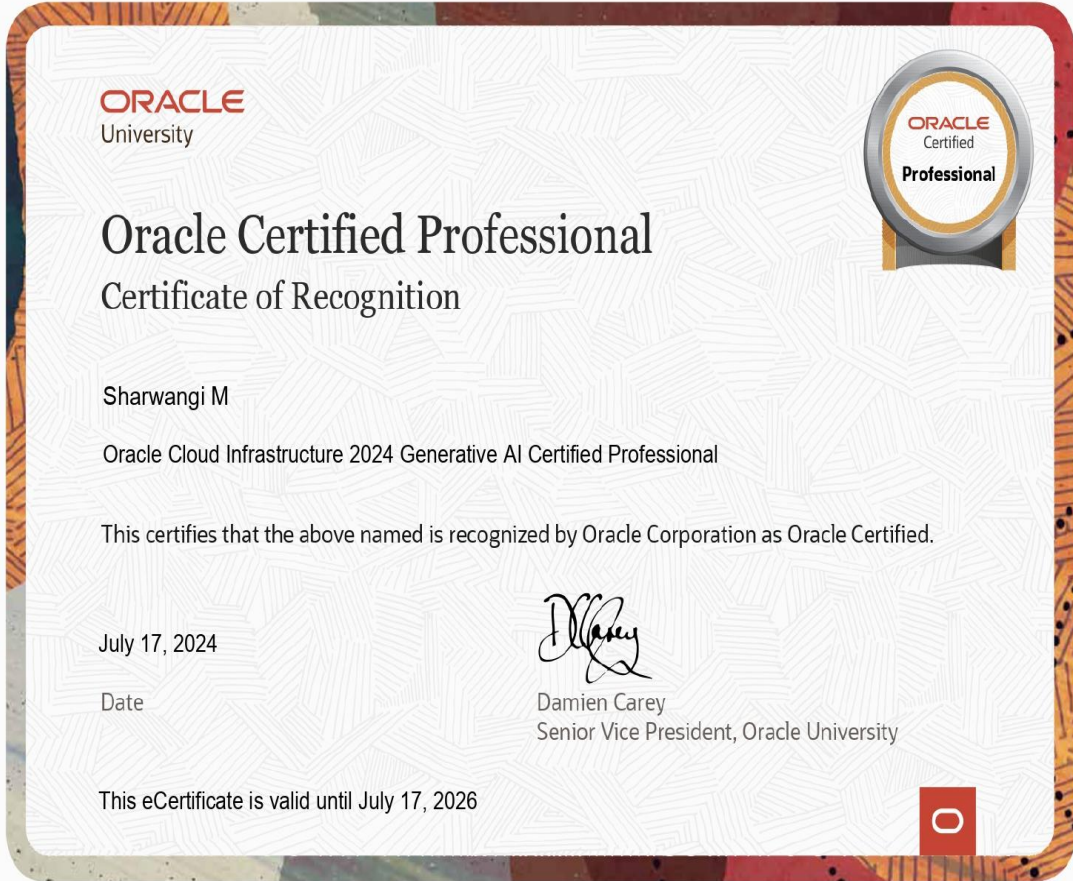 ORACLE
University
ORACLE
Certified
Professional
Oracle Certified Professional
Certificate of Recognition
Sharwangi M
Oracle Cloud Infrastructure 2024 Generative AI Certified Professional
This certifies that the above named is recognized by Oracle Corporation as Oracle Certified.
DCarey
July 17, 2024
Date
Damien Carey
Senior Vice President, Oracle University
This eCertificate is valid until July 17, 2026